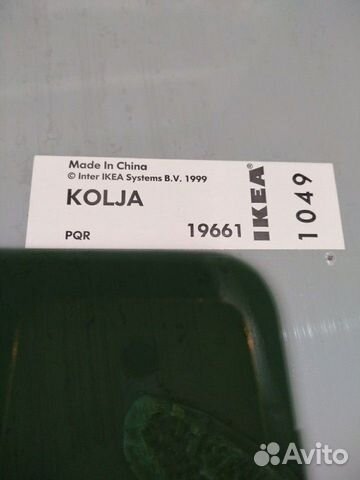 Made In China
© Inter IKEA Systems B.V. 1999
KOLJA
PQR
19661
IKEA
1049
Avito